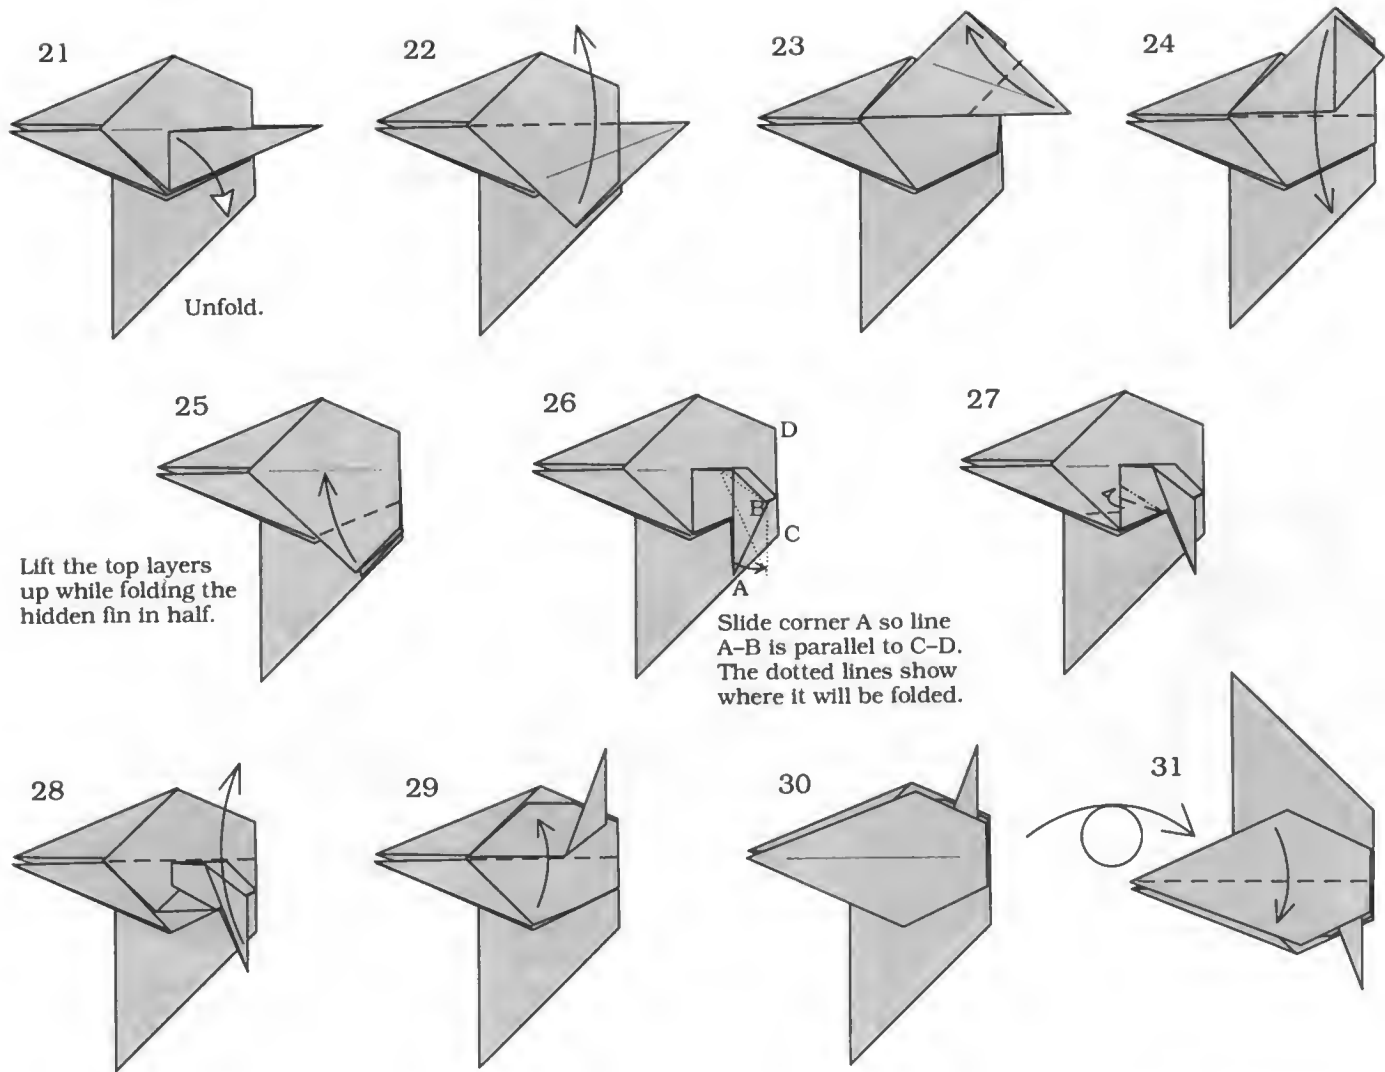 21
22
23
24
Unfold.
25
26
27
D
B
C
A
A
Lift the top layers
up while folding the
hidden fin in half.
Slide corner A so line
A–B is parallel to C–D.
The dotted lines show
where it will be folded.
28
29
30
31